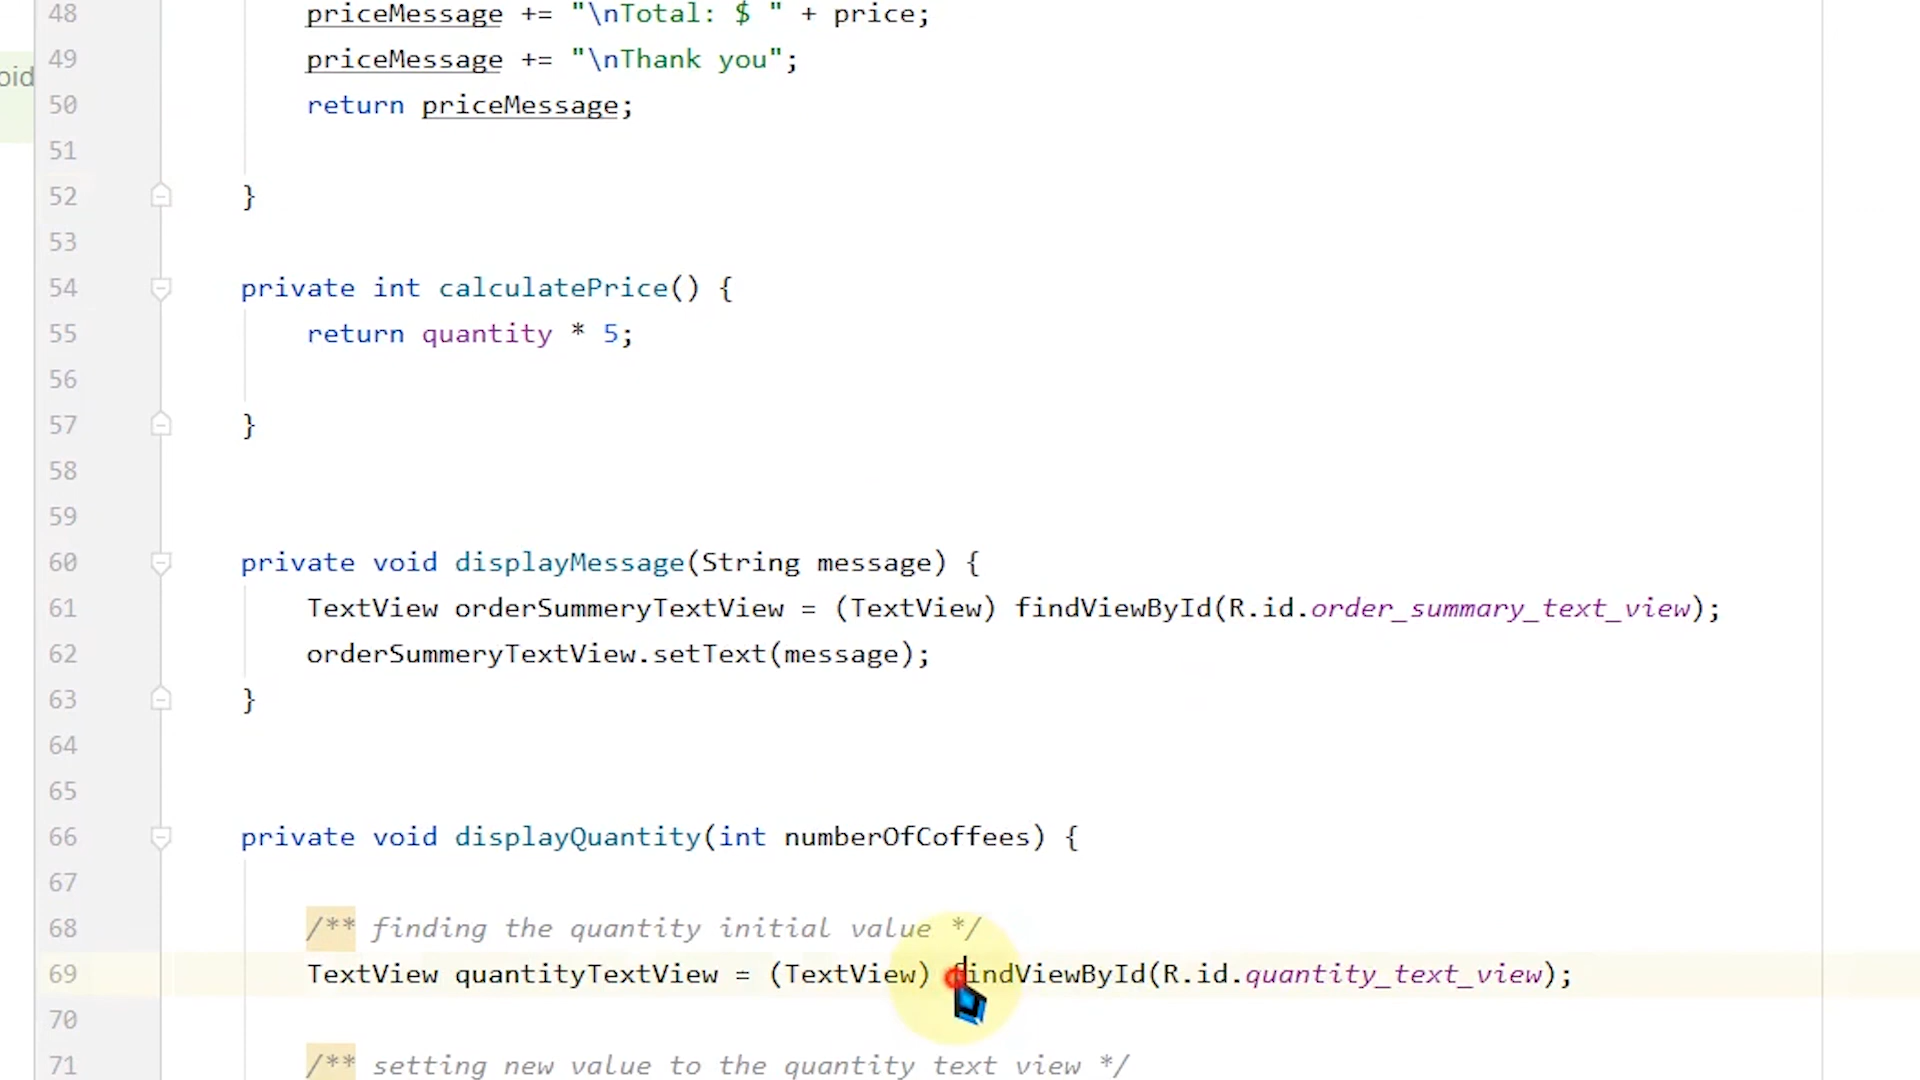 48 priceMessage += "\nTotal: $ " + price;
49 priceMessage += "\nThank you";
oid
50 return priceMessage;
51
52 }
53
54 private int calculatePrice() {
55 return quantity * 5;
56
57 }
58
59
60 private void displayMessage(String message) {
61 TextView orderSummeryTextView = (TextView) findViewById(R.id.order_summary_text_view);
62 orderSummeryTextView.setText(message);
63 }
64
65
66 private void displayQuantity(int numberOfCoffees) {
67
68 /** finding the quantity initial value */
69 TextView quantityTextView = (TextView) findViewById(R.id.quantity_text_view);
70
71 /** setting new value to the quantity text view */